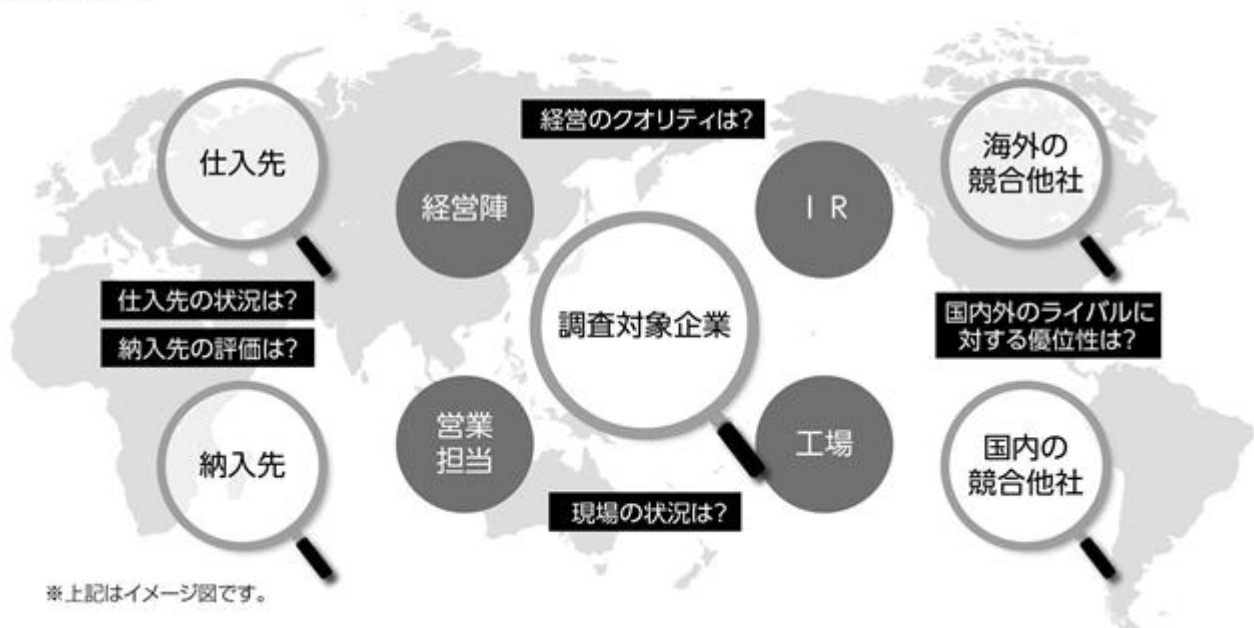 経営のクオリティは?
仕入先
経営陣
IR
海外の
競合他社
仕入先の状況は?
納入先の評価は?
調査対象企業
国内外のライバルに
対する優位性は?
納入先
営業
担当
工場
国内の
競合他社
現場の状況は?
※上記はイメージ図です。